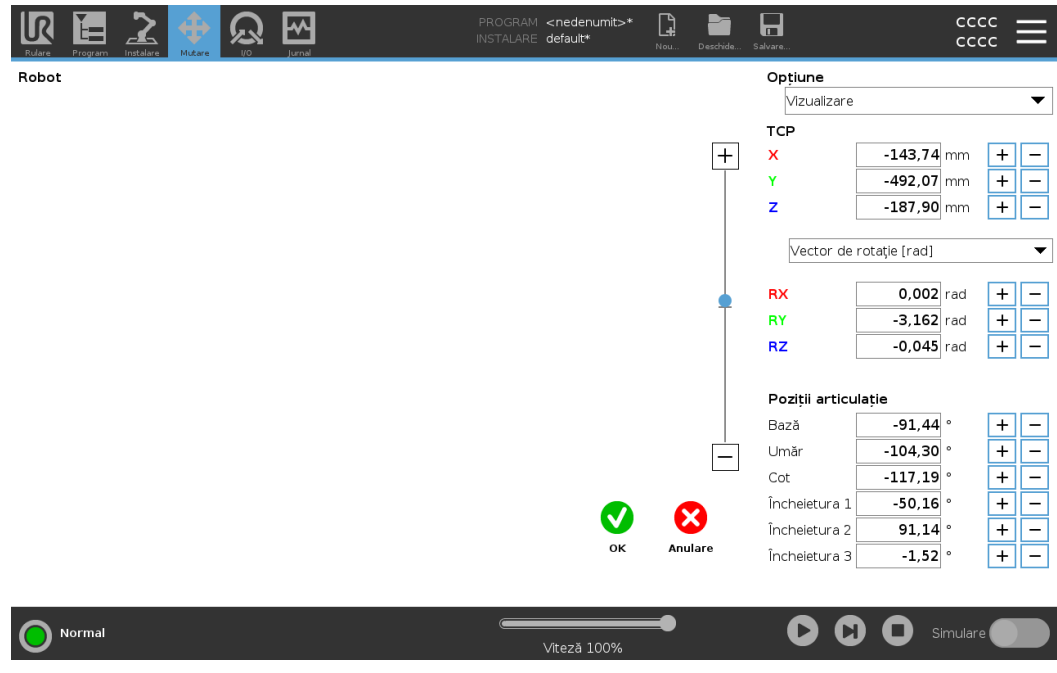 Rulare Program Instalare Mutare I/O Jurnal
PROGRAM <nedenumit>*
INSTALARE default*
Nou... Deschide... Salvare...
CCCC
CCCC
Robot
Opțiune
Vizualizare
TCP
X -143,74 mm + −
Y -492,07 mm + −
Z -187,90 mm + −
Vector de rotație [rad]
RX 0,002 rad + −
RY -3,162 rad + −
RZ -0,045 rad + −
Poziții articulație
Bază -91,44 ° + −
Umăr -104,30 ° + −
Cot -117,19 ° + −
Încheietura 1 -50,16 ° + −
Încheietura 2 91,14 ° + −
Încheietura 3 -1,52 ° + −
OK Anulare
Normal
Viteză 100%
Simulare